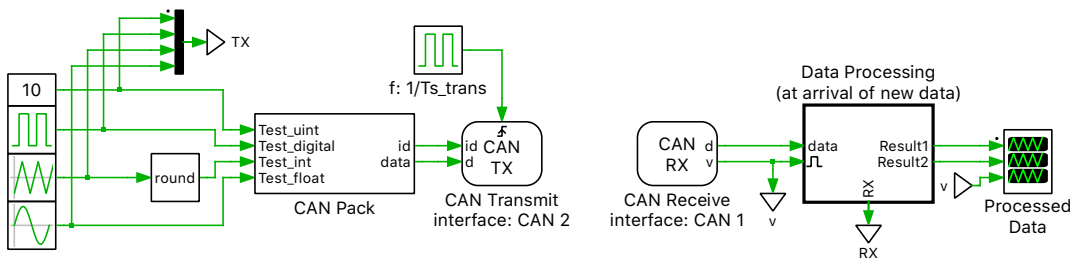 TX
10
round
Test_uint
Test_digital
Test_int
Test_float
id
data
CAN Pack
f: 1/Ts_trans
id
d
CAN
TX
CAN Transmit
interface: CAN 2
CAN
RX
d
v
CAN Receive
interface: CAN 1
v
Data Processing
(at arrival of new data)
data
Result1
Result2
RX
RX
v
Processed
Data